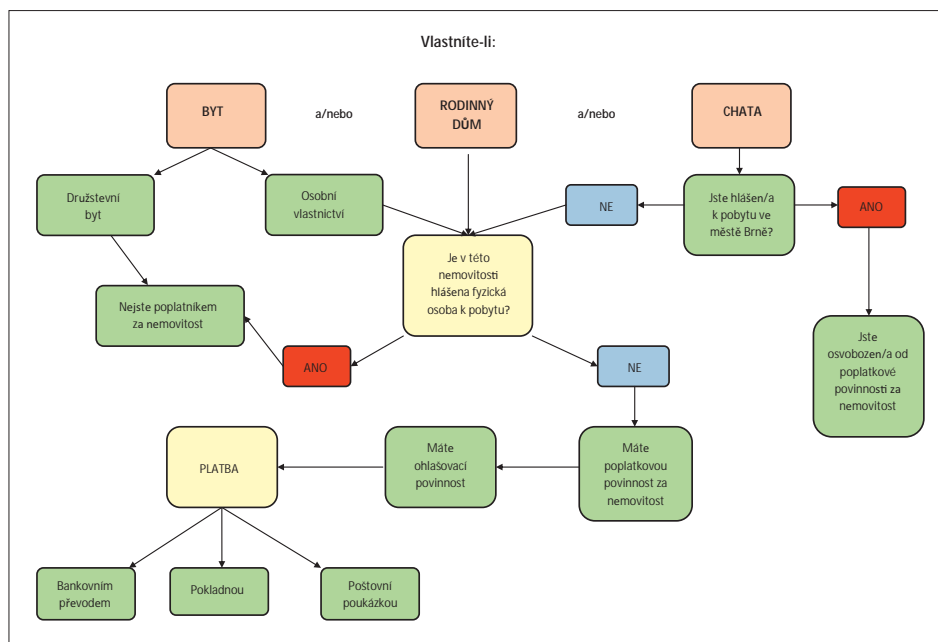 Vlastníte-li:
BYT
a/nebo
RODINNÝ
DŮM
a/nebo
CHATA
Družstevní
byt
Osobní
vlastnictví
NE
Jste hlášen/a
k pobytu ve
městě Brně?
ANO
Je v této
nemovitosti
hlášena fyzická
osoba k pobytu?
Nejste poplatníkem
za nemovitost
ANO
NE
Jste
osvobozen/a od
poplatkové
povinnosti za
nemovitost
PLATBA
Máte
ohlašovací
povinnost
Máte
poplatkovou
povinnost za
nemovitost
Bankovním
převodem
Pokladnou
Poštovní
poukázkou